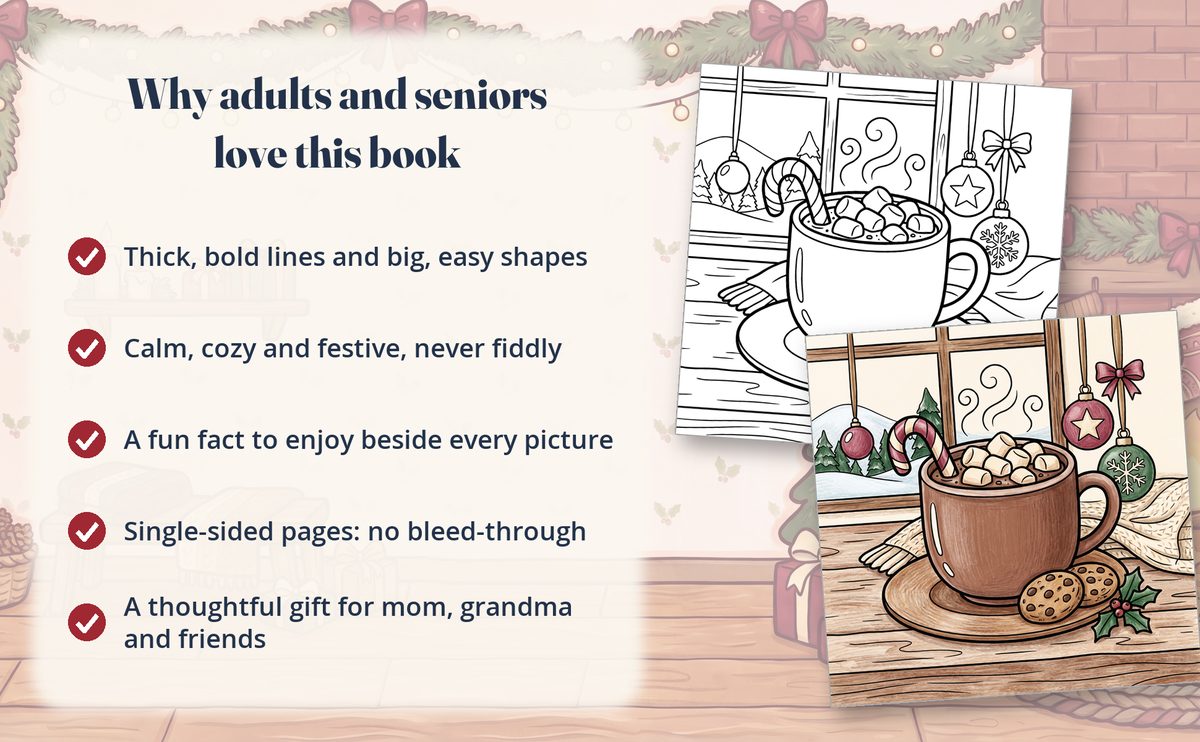 Why adults and seniors
love this book
Thick, bold lines and big, easy shapes
Calm, cozy and festive, never fiddly
A fun fact to enjoy beside every picture
Single-sided pages: no bleed-through
A thoughtful gift for mom, grandma
and friends